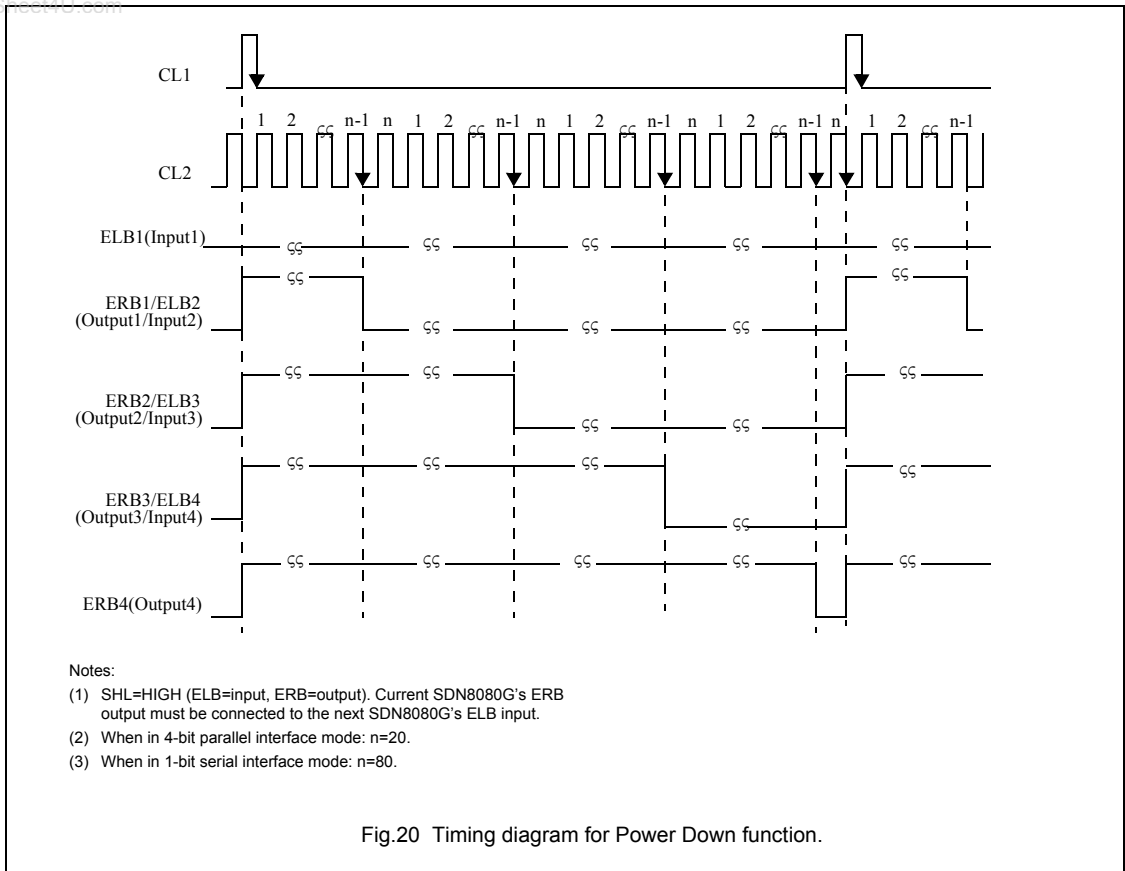 heet4U.com
CL1
1 2 n-1 n 1 2 n-1 n 1 2 n-1 n 1 2 n-1 n 1 2 n-1
CL2
ELB1(Input1)
ERB1/ELB2
(Output1/Input2)
ERB2/ELB3
(Output2/Input3)
ERB3/ELB4
(Output3/Input4)
ERB4(Output4)
Notes:
(1) SHL=HIGH (ELB=input, ERB=output). Current SDN8080G's ERB
output must be connected to the next SDN8080G's ELB input.
(2) When in 4-bit parallel interface mode: n=20.
(3) When in 1-bit serial interface mode: n=80.
Fig.20 Timing diagram for Power Down function.